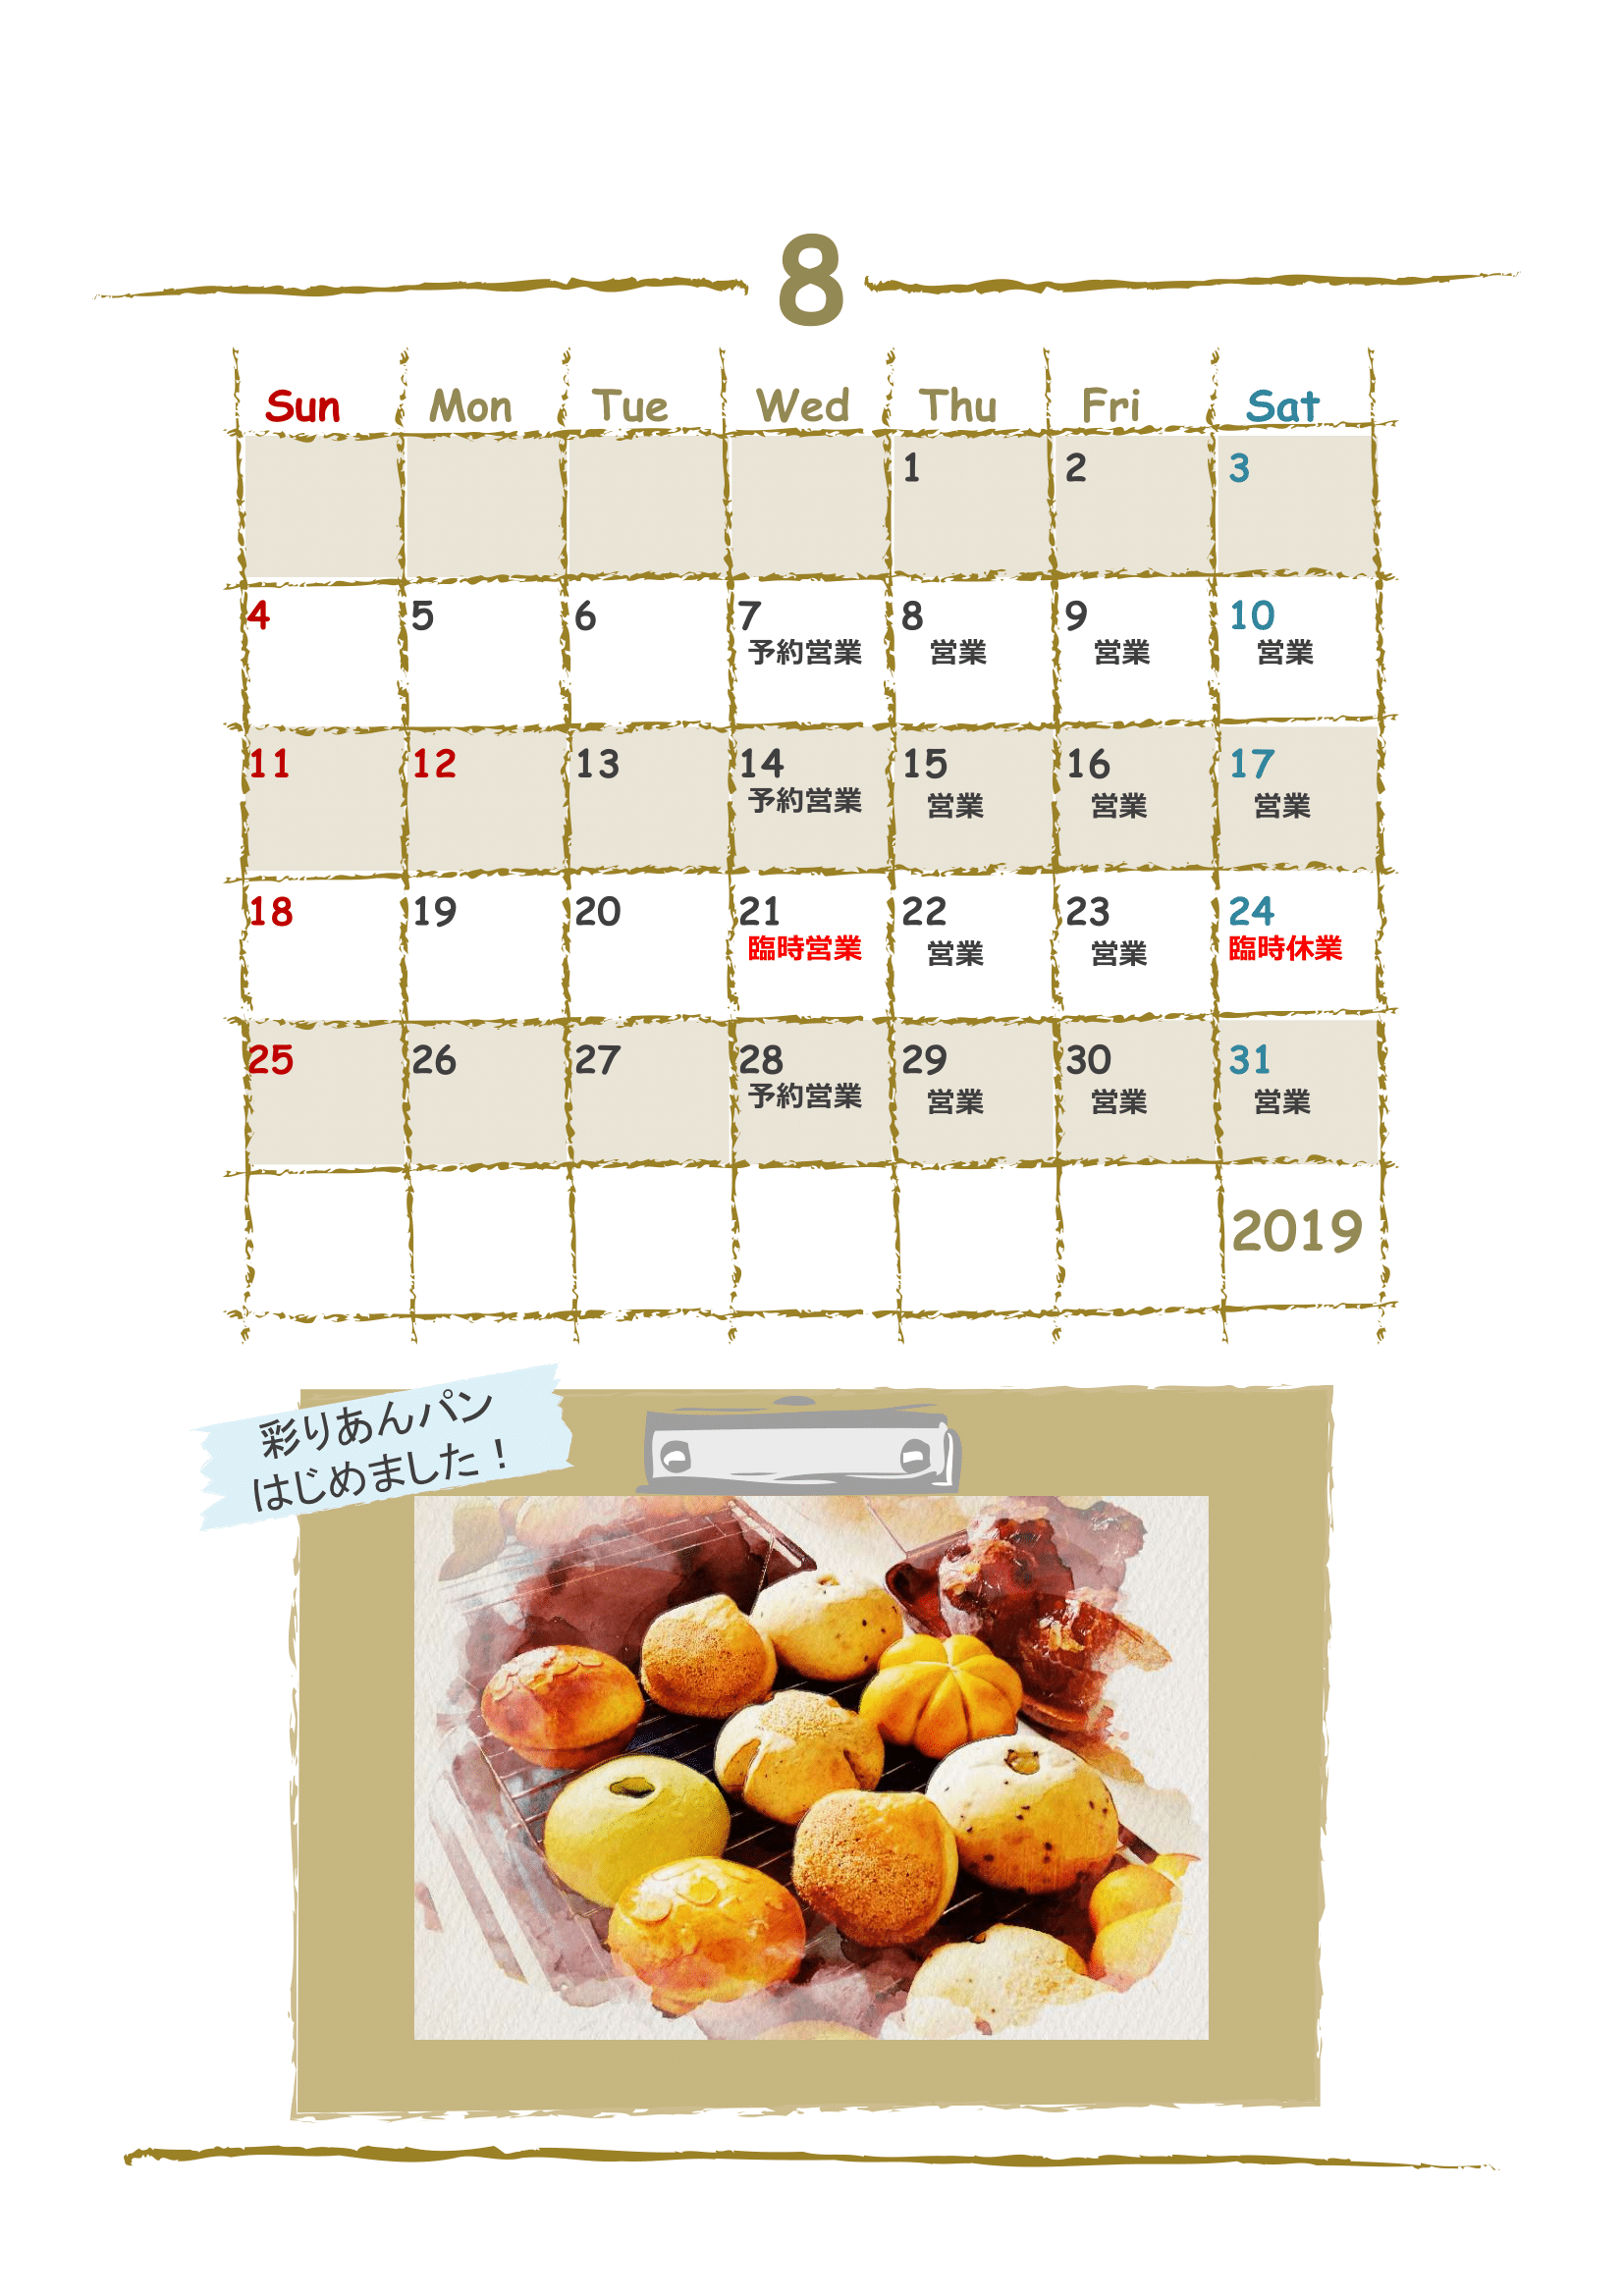 8
Sun Mon Tue Wed Thu Fri Sat
1 2 3
4 5 6 7 8 9 10
予約営業 営業 営業 営業
11 12 13 14 15 16 17
予約営業 営業 営業 営業
18 19 20 21 22 23 24
臨時営業 営業 営業 臨時休業
25 26 27 28 29 30 31
予約営業 営業 営業 営業
2019
彩りあんパン
はじめました！